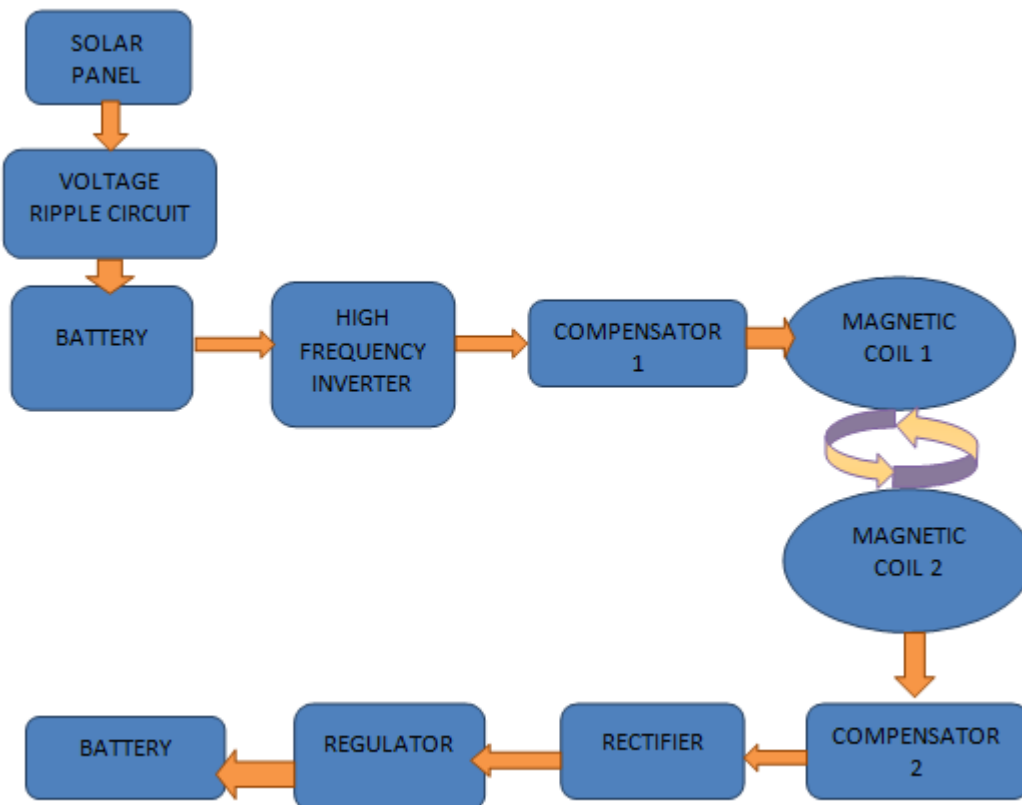 SOLAR
PANEL
VOLTAGE
RIPPLE CIRCUIT
BATTERY
HIGH
FREQUENCY
INVERTER
COMPENSATOR
1
MAGNETIC
COIL 1
MAGNETIC
COIL 2
COMPENSATOR
2
RECTIFIER
REGULATOR
BATTERY